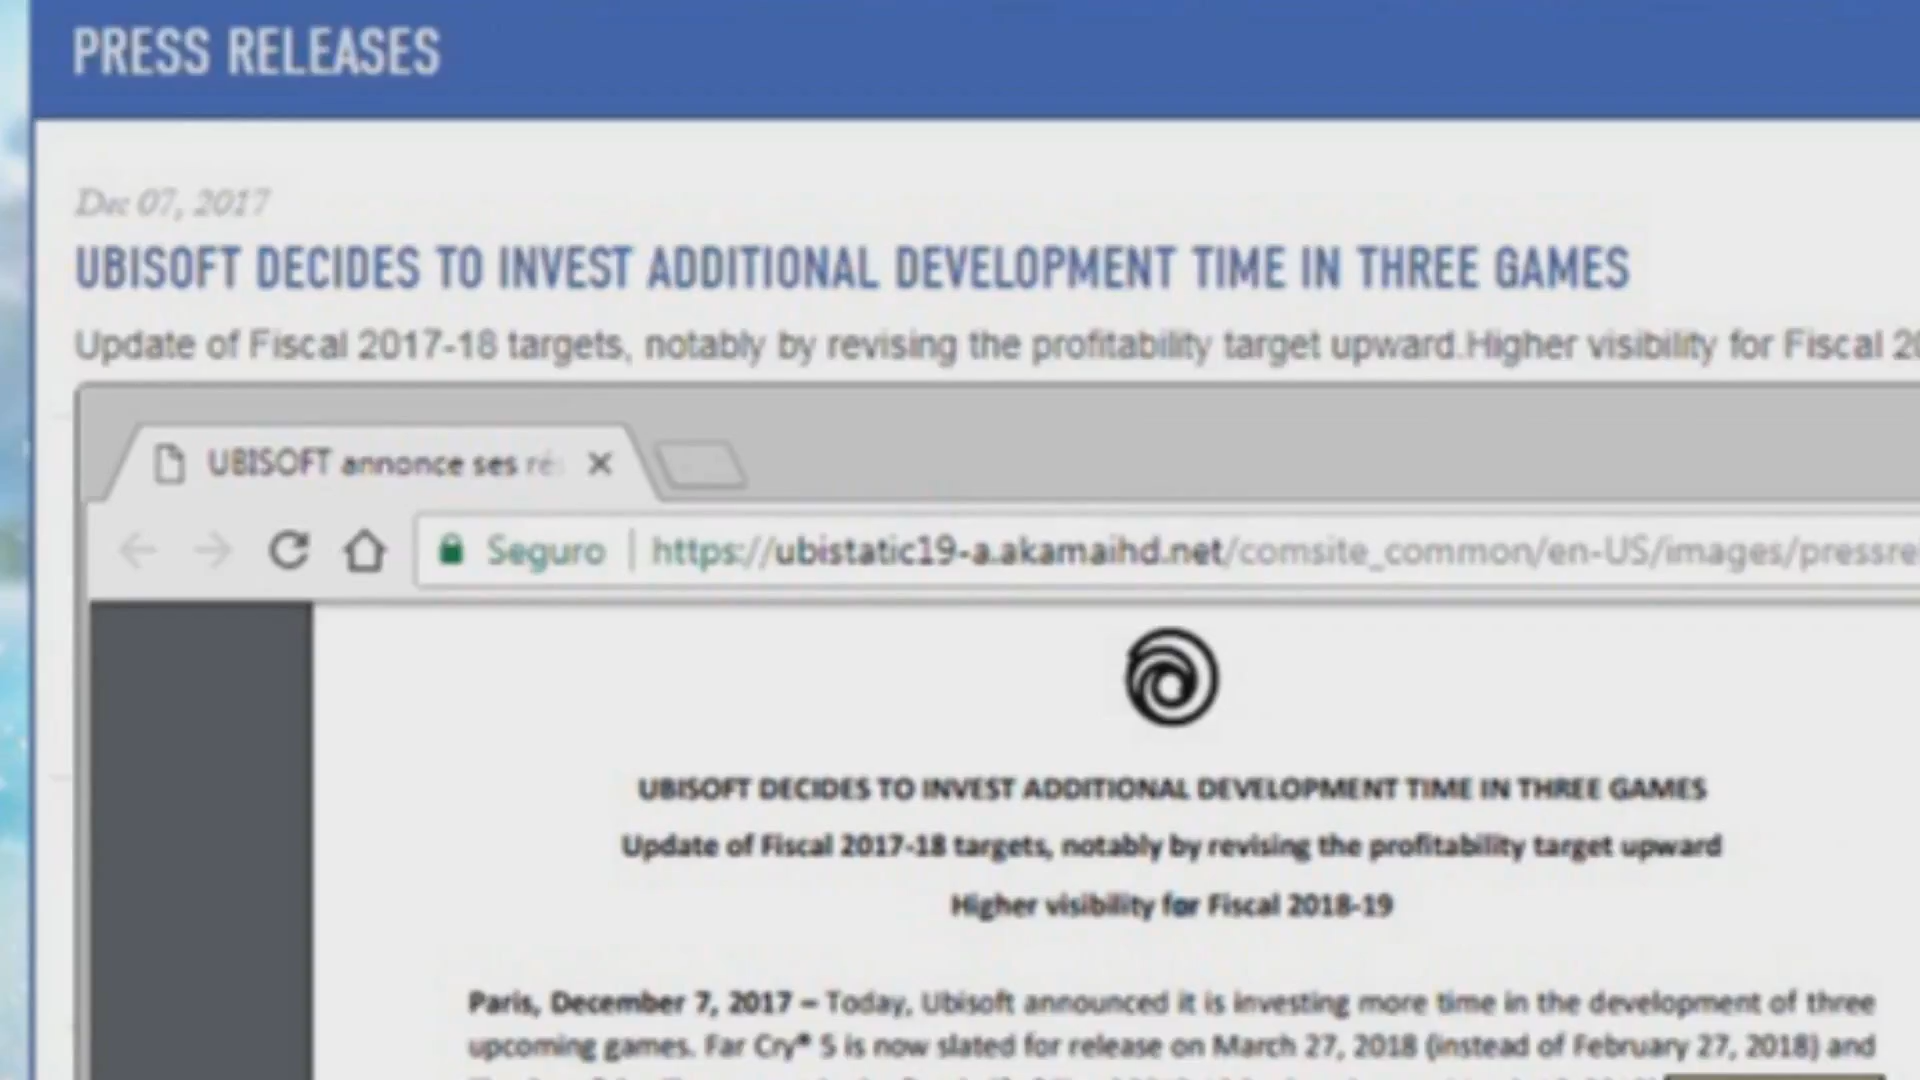 PRESS RELEASES
Dec 07, 2017
UBISOFT DECIDES TO INVEST ADDITIONAL DEVELOPMENT TIME IN THREE GAMES
Update of Fiscal 2017-18 targets, notably by revising the profitability target upward.Higher visibility for Fiscal 20
UBISOFT annonce ses ré
Seguro | https://ubistatic19-a.akamaihd.net/comsite_common/en-US/images/pressre
UBISOFT DECIDES TO INVEST ADDITIONAL DEVELOPMENT TIME IN THREE GAMES
Update of Fiscal 2017-18 targets, notably by revising the profitability target upward
Higher visibility for Fiscal 2018-19
Paris, December 7, 2017 – Today, Ubisoft announced it is investing more time in the development of three
upcoming games. Far Cry® 5 is now slated for release on March 27, 2018 (instead of February 27, 2018) and